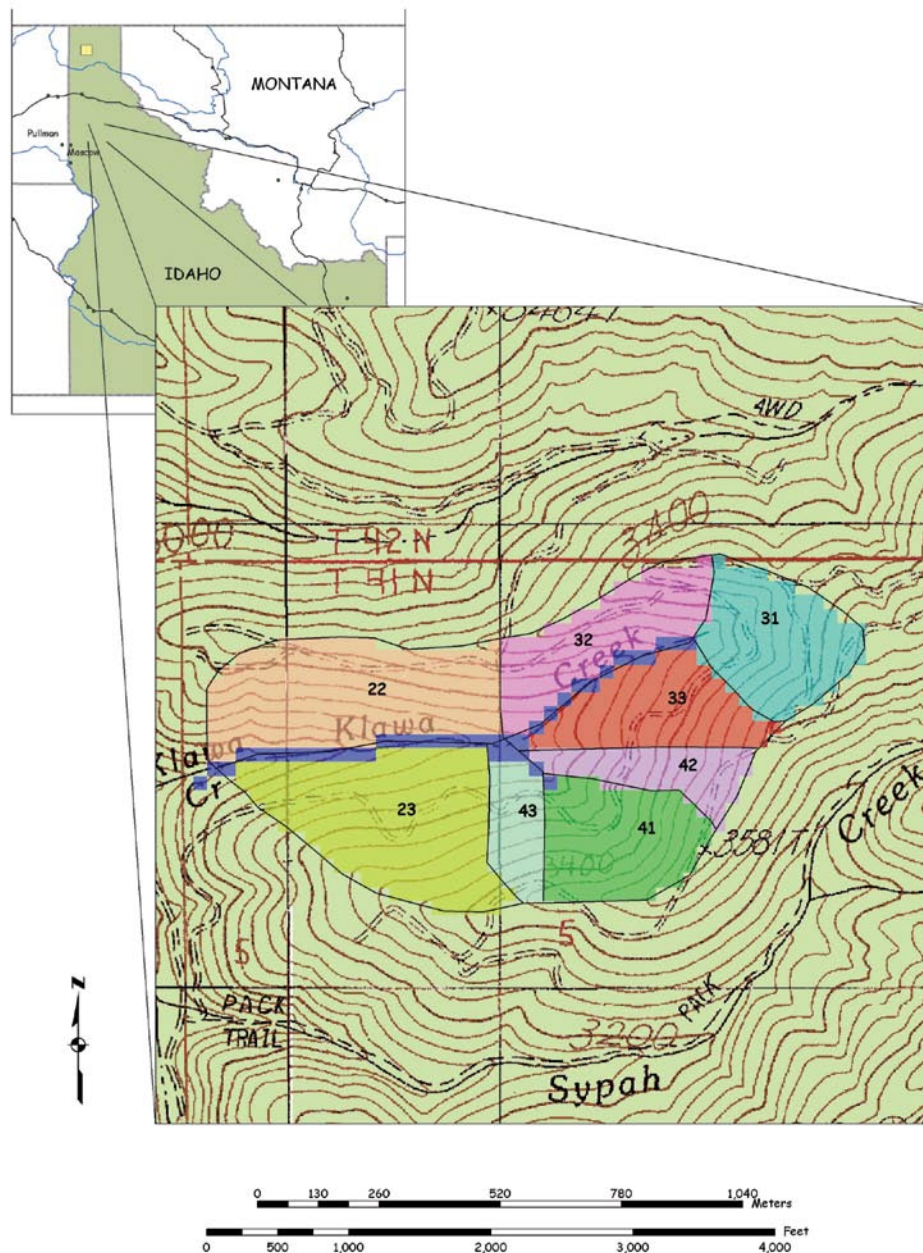 MONTANA
Pullman
Moscow
IDAHO
4WD
3400
T 42 N
T 41 N
31
32
Creek
33
22
Klawa
Klawa
Cr
42
23
43
41
3400
x3581T
Creek
5
5
PACK
TRAIL
PACK
3200
Sypah
N
0 130 260 520 780 1,040
Meters
Feet
0 500 1,000 2,000 3,000 4,000